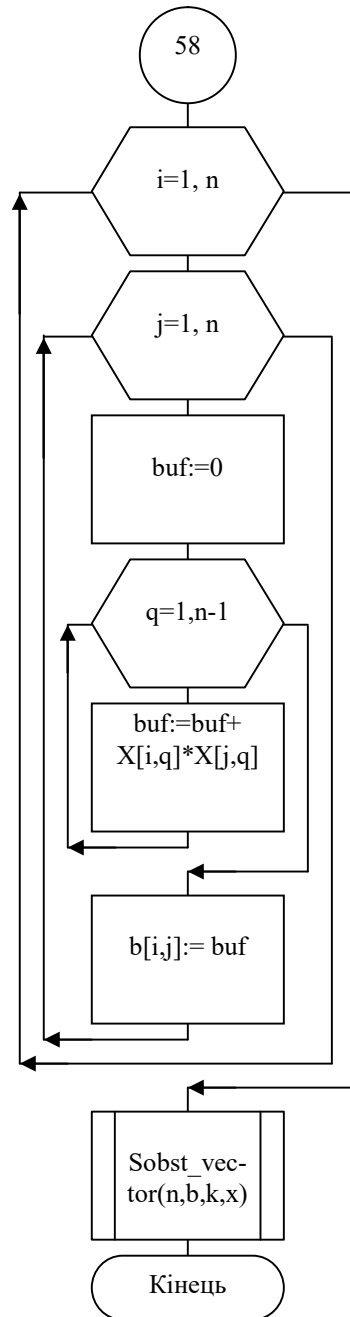 58
i=1, n
j=1, n
buf:=0
q=1,n-1
buf:=buf+
X[i,q]*X[j,q]
b[i,j]:= buf
Sobst_vec-
tor(n,b,k,x)
Кінець